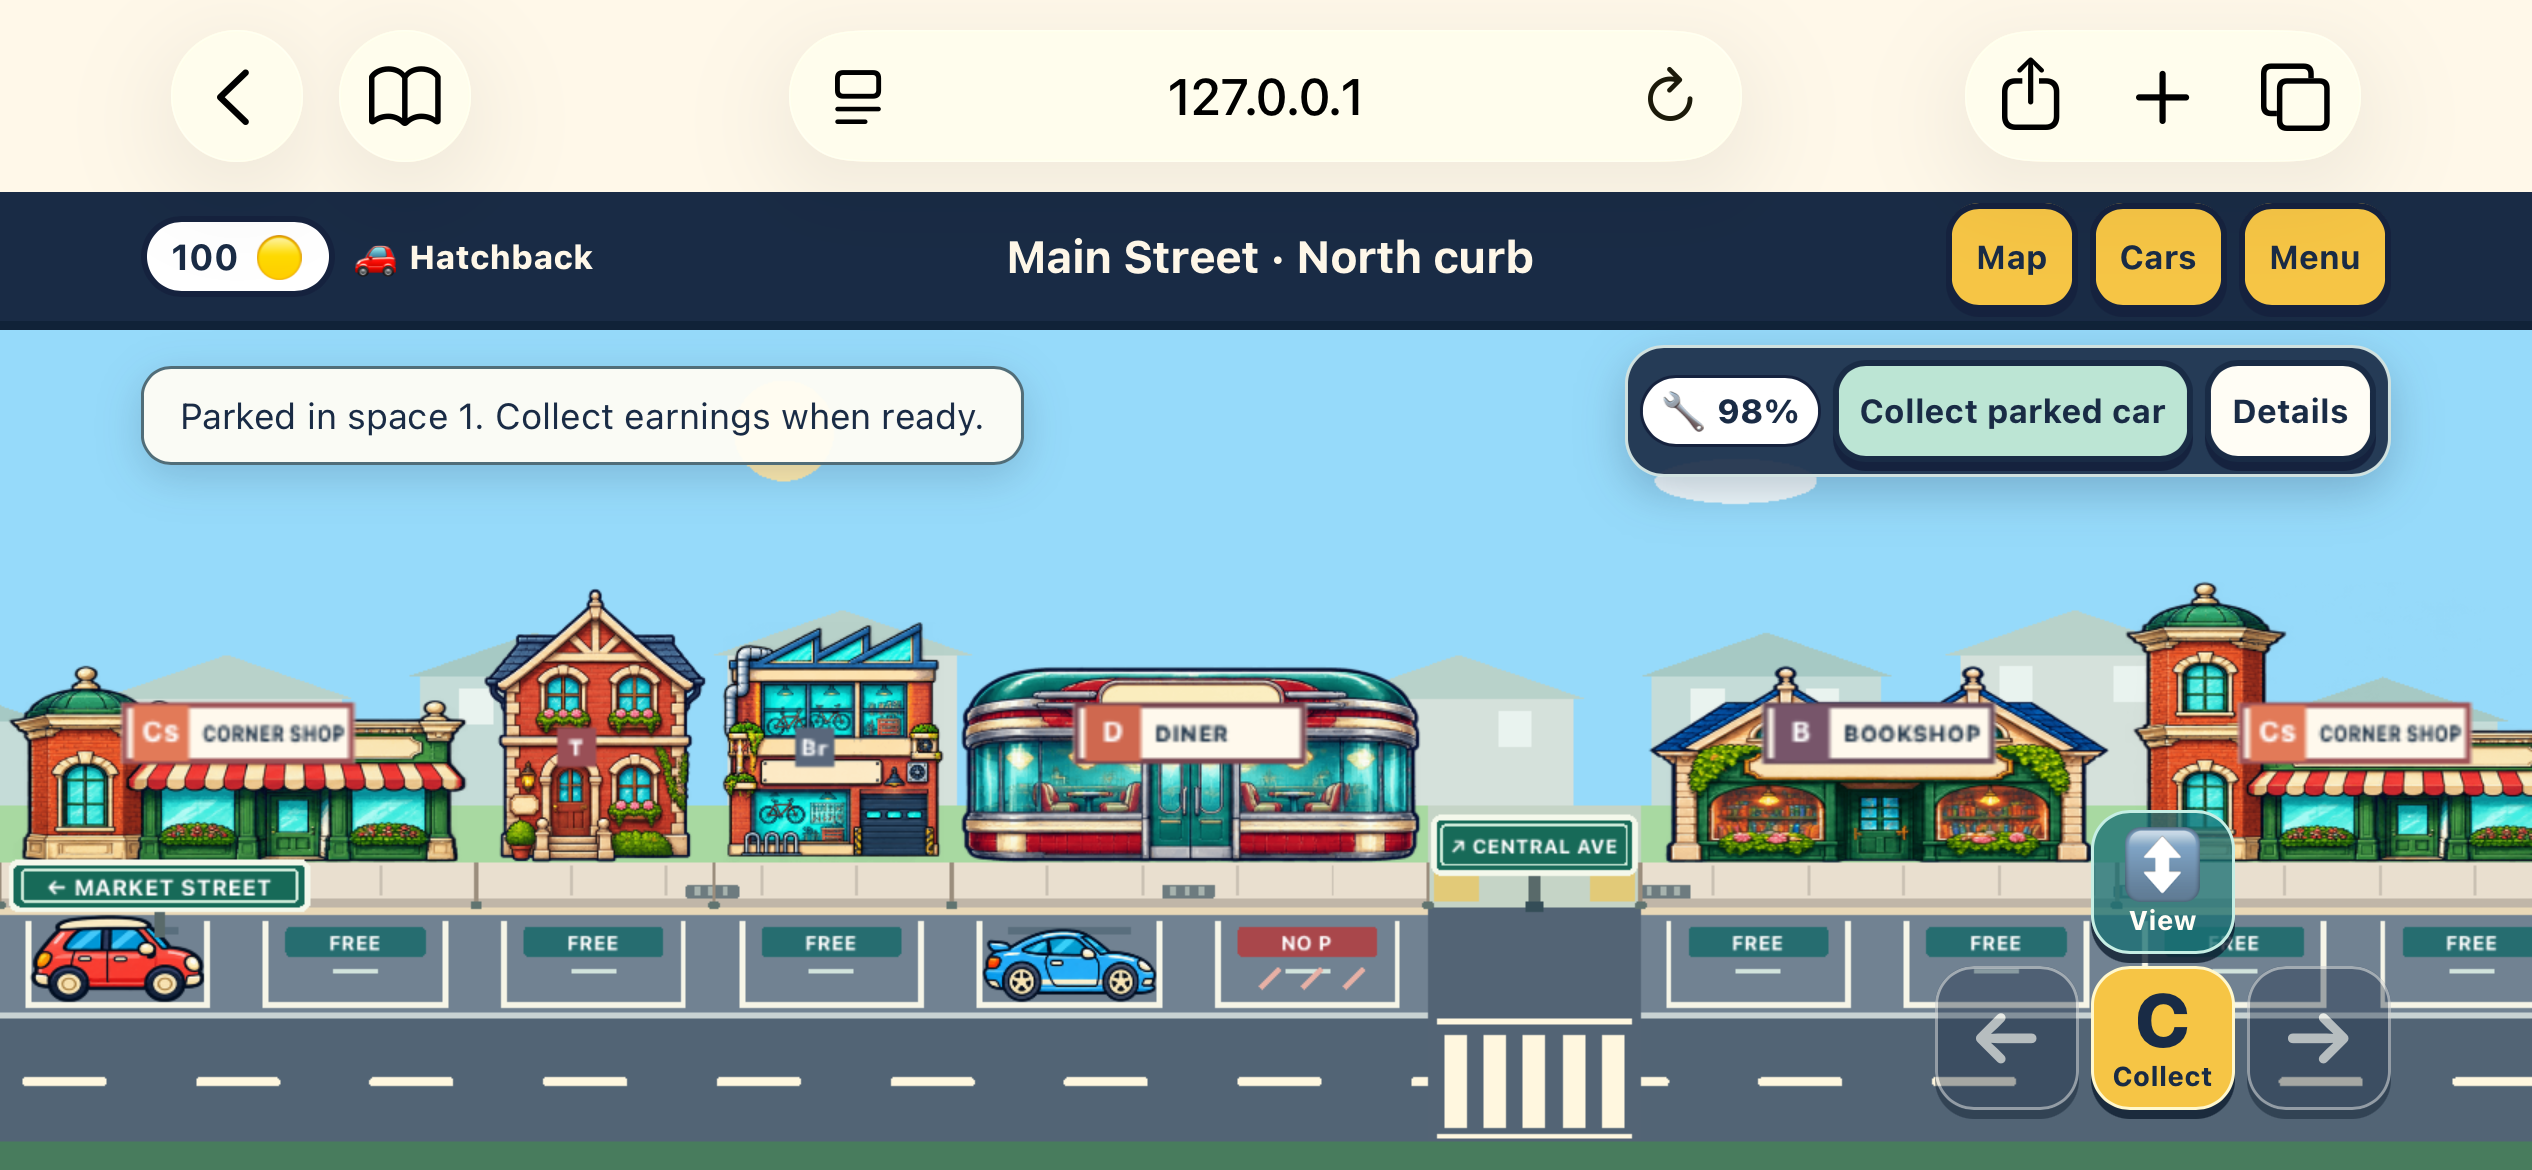 127.0.0.1
100 Hatchback
Main Street · North curb
Map Cars Menu
Parked in space 1. Collect earnings when ready.
98% Collect parked car Details
Cs CORNER SHOP
T
Br
D DINER
B BOOKSHOP
Cs CORNER SHOP
← MARKET STREET
↗ CENTRAL AVE
View
FREE
FREE
FREE
NO P
FREE
FREE
FREE
FREE
C
Collect